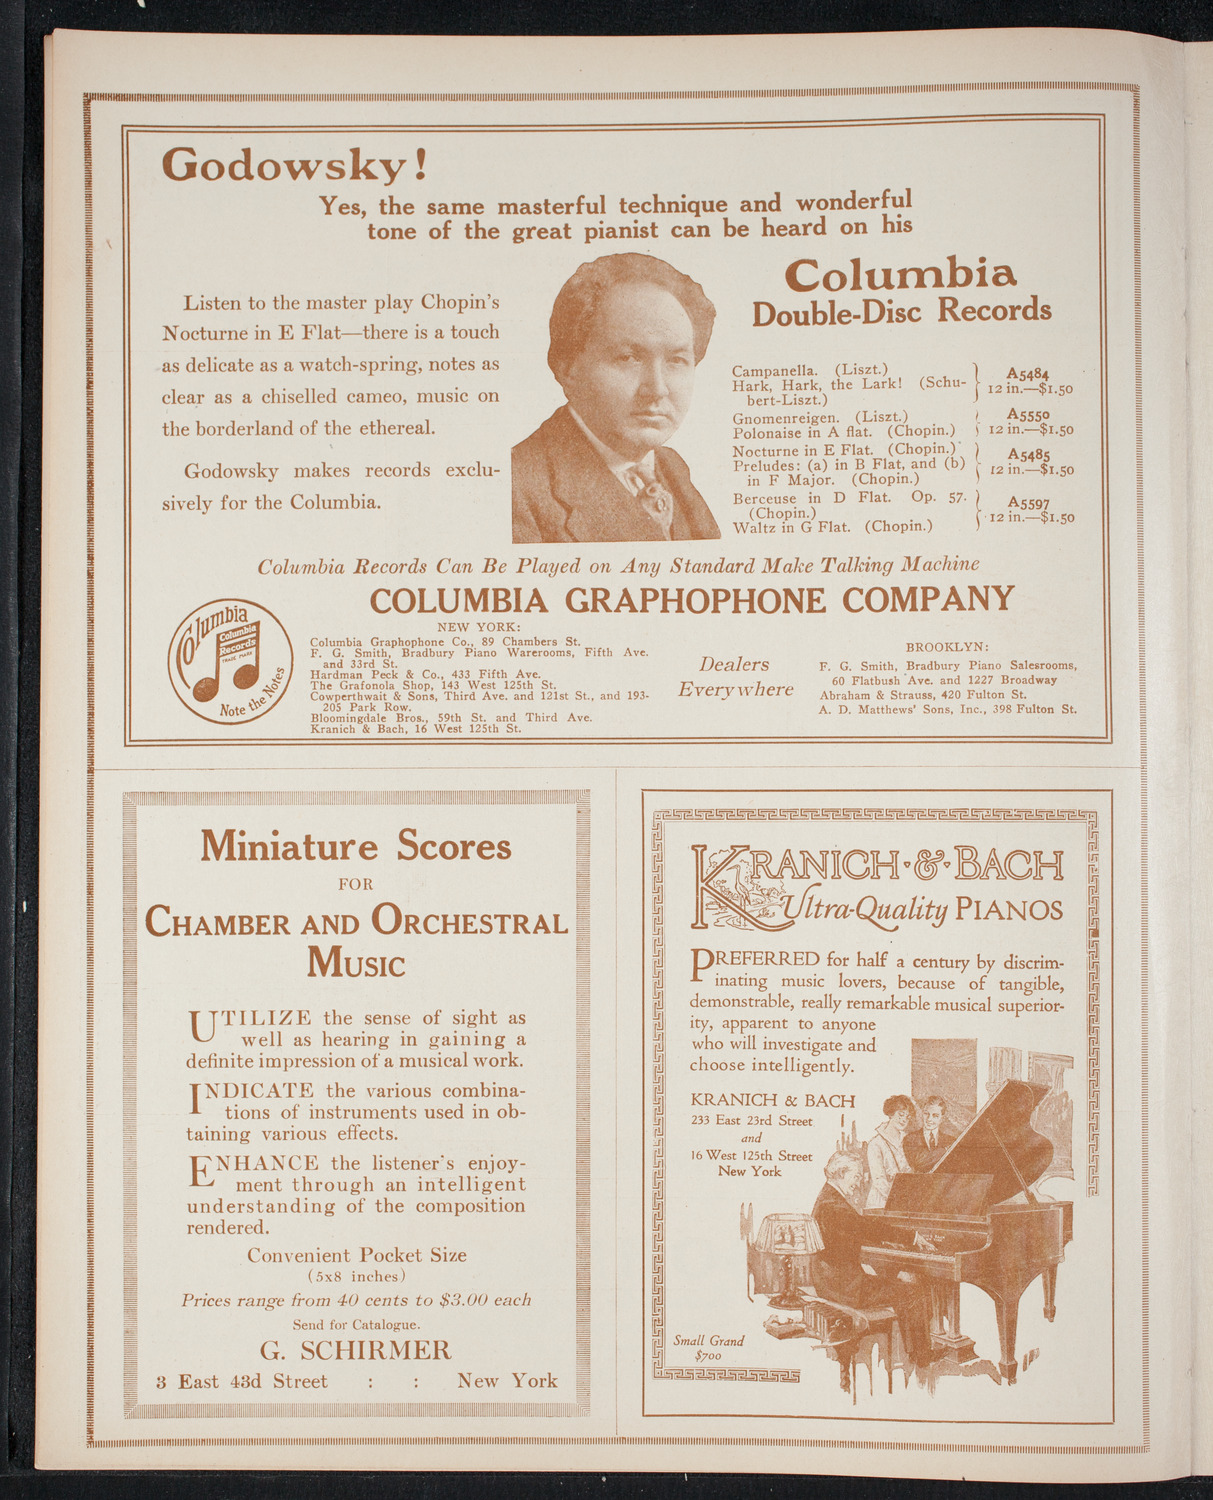 Godowsky!
Yes, the same masterful technique and wonderful
tone of the great pianist can be heard on his
Listen to the master play Chopin's
Nocturne in E Flat—there is a touch
as delicate as a watch-spring, notes as
clear as a chiselled cameo, music on
the borderland of the ethereal.
Godowsky makes records exclu-
sively for the Columbia.
Columbia
Double-Disc Records
Campanella. (Liszt.)
Hark, Hark, the Lark! (Schu-
bert-Liszt.)
A5484
12 in.—$1.50
Gnomenreigen. (Liszt.)
Polonaise in A flat. (Chopin.)
A5550
12 in.—$1.50
Nocturne in E Flat. (Chopin.)
Preludes: (a) in B Flat, and (b)
in F Major. (Chopin.)
A5485
12 in.—$1.50
Berceuse in D Flat. Op. 57.
(Chopin.)
Waltz in G Flat. (Chopin.)
A5597
12 in.—$1.50
Columbia Records Can Be Played on Any Standard Make Talking Machine
COLUMBIA GRAPHOPHONE COMPANY
Columbia
Columbia
Records
TRADE MARK
Note the Notes
NEW YORK:
Columbia Graphophone Co., 89 Chambers St.
F. G. Smith, Bradbury Piano Warerooms, Fifth Ave.
and 33rd St.
Hardman Peck & Co., 433 Fifth Ave.
The Grafonola Shop, 143 West 125th St.
Cowperthwait & Sons, Third Ave. and 121st St., and 193-
205 Park Row.
Bloomingdale Bros., 59th St. and Third Ave.
Kranich & Bach, 16 West 125th St.
Dealers
Everywhere
BROOKLYN:
F. G. Smith, Bradbury Piano Salesrooms,
60 Flatbush Ave. and 1227 Broadway
Abraham & Strauss, 420 Fulton St.
A. D. Matthews' Sons, Inc., 398 Fulton St.
Miniature Scores
FOR
CHAMBER AND ORCHESTRAL
MUSIC
UTILIZE the sense of sight as
well as hearing in gaining a
definite impression of a musical work.
INDICATE the various combina-
tions of instruments used in ob-
taining various effects.
ENHANCE the listener's enjoy-
ment through an intelligent
understanding of the composition
rendered.
Convenient Pocket Size
(5x8 inches)
Prices range from 40 cents to $3.00 each
Send for Catalogue.
G. SCHIRMER
3 East 43d Street : : New York
KRANICH·&·BACH
Ultra-Quality PIANOS
PREFERRED for half a century by discrim-
inating music lovers, because of tangible,
demonstrable, really remarkable musical superior-
ity, apparent to anyone
who will investigate and
choose intelligently.
KRANICH & BACH
233 East 23rd Street
and
16 West 125th Street
New York
Small Grand
$700